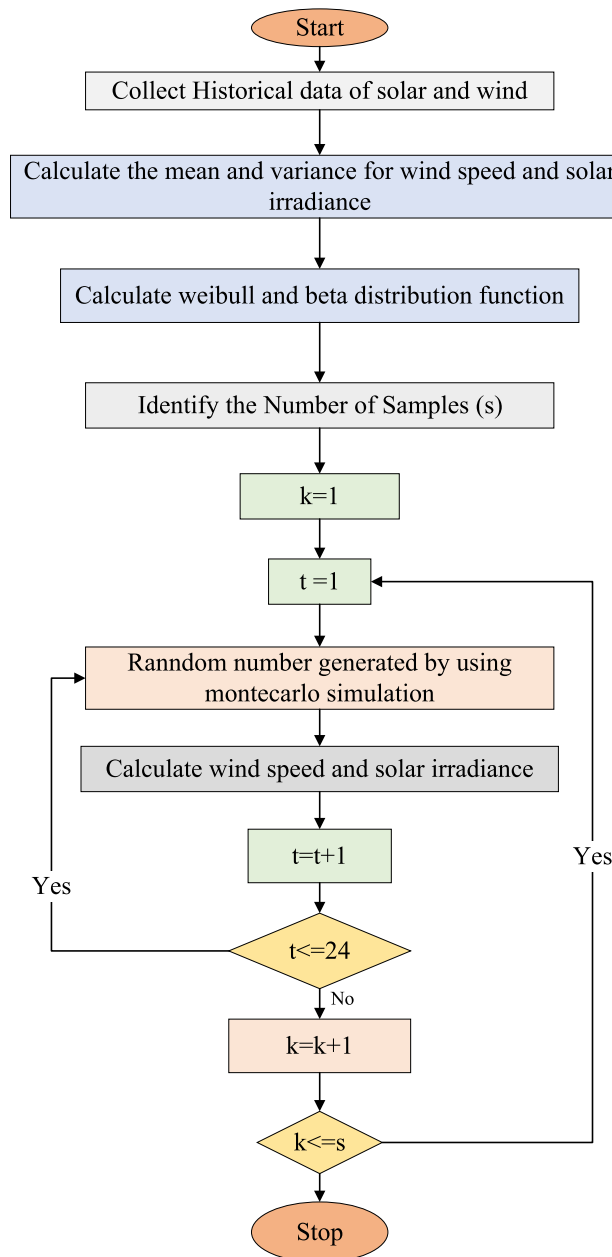 Start
Collect Historical data of solar and wind
Calculate the mean and variance for wind speed and solar
irradiance
Calculate weibull and beta distribution function
Identify the Number of Samples (s)
k=1
t =1
Ranndom number generated by using
montecarlo simulation
Calculate wind speed and solar irradiance
t=t+1
Yes
Yes
t<=24
No
k=k+1
k<=s
Stop